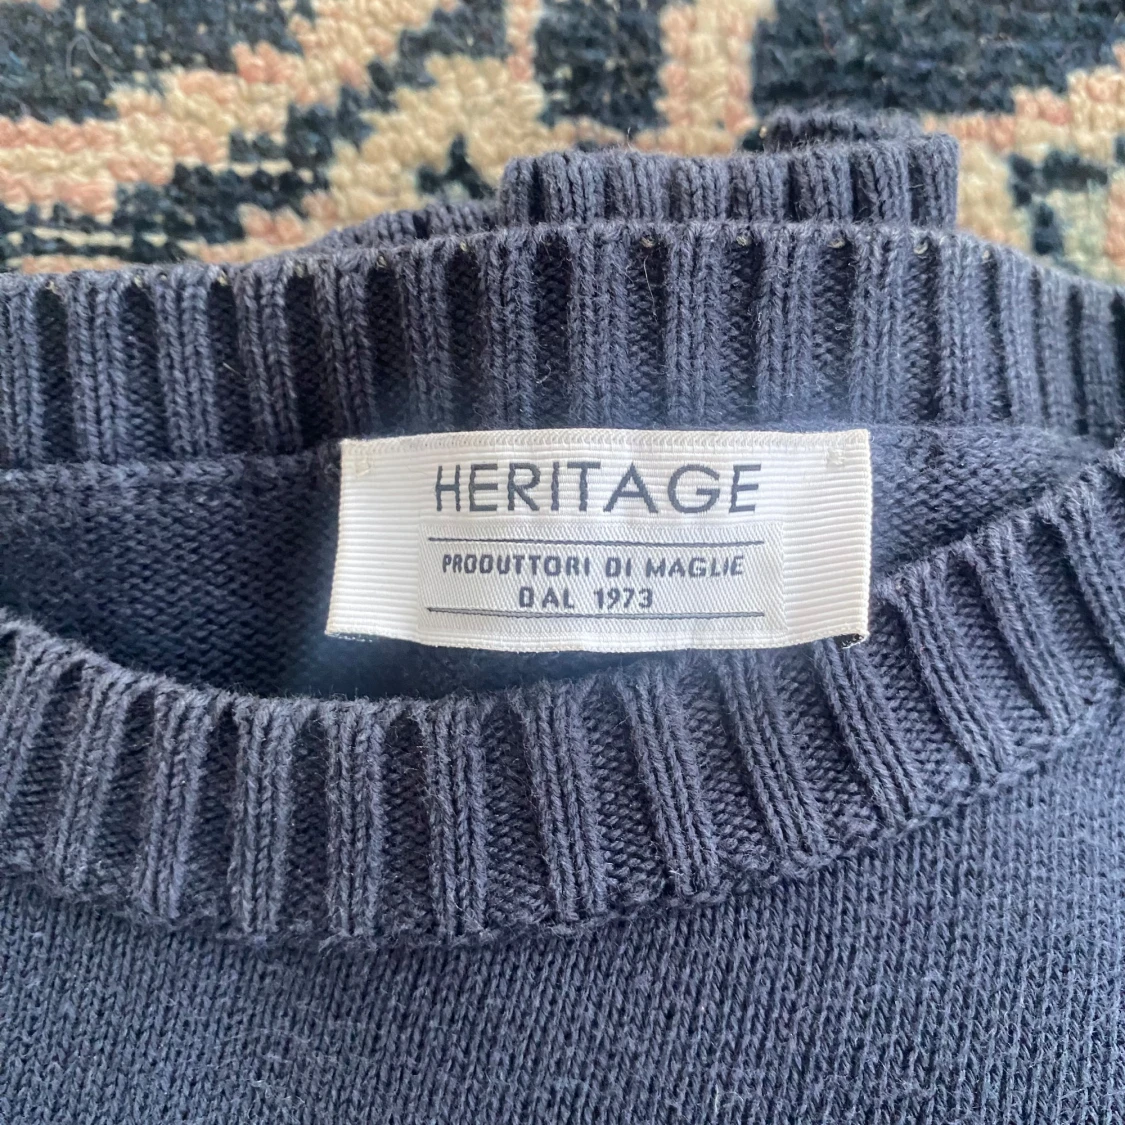 HERITAGE
PRODUTTORI DI MAGLIE
DAL 1973